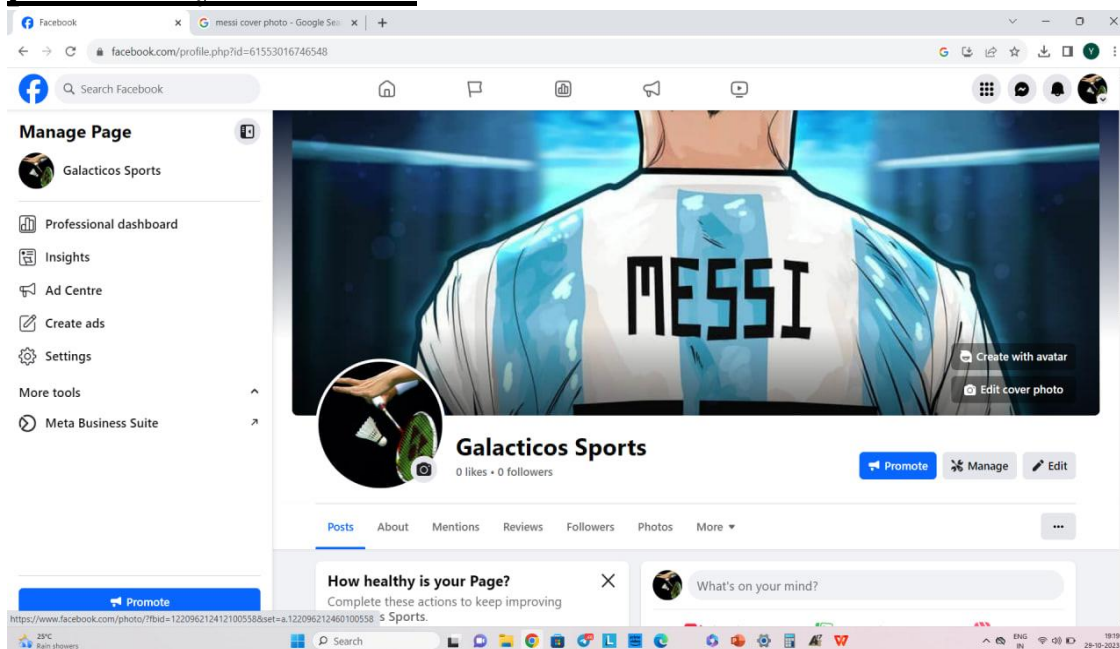 Facebook
messi cover photo - Google Sea
facebook.com/profile.php?id=61553016746548
Search Facebook
Manage Page
Galacticos Sports
Professional dashboard
Insights
Ad Centre
Create ads
Settings
More tools
Meta Business Suite
Promote
MESSI
Create with avatar
Edit cover photo
Galacticos Sports
0 likes • 0 followers
Promote
Manage
Edit
Posts About Mentions Reviews Followers Photos More
How healthy is your Page?
Complete these actions to keep improving
s Sports.
What's on your mind?
https://www.facebook.com/photo/?fbid=122096212412100558&set=a.122096212460100558
25°C
Rain showers
Search
ENG
IN
19:19
29-10-2023